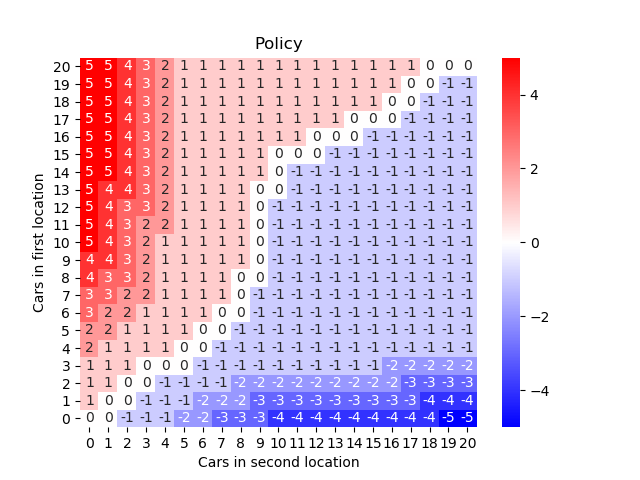 Policy
20 5 5 4 3 2 1 1 1 1 1 1 1 1 1 1 1 1 1 0 0 0
19 5 5 4 3 2 1 1 1 1 1 1 1 1 1 1 1 1 0 0 -1 -1
18 5 5 4 3 2 1 1 1 1 1 1 1 1 1 1 1 0 0 -1 -1 -1
17 5 5 4 3 2 1 1 1 1 1 1 1 1 1 0 0 0 -1 -1 -1 -1
16 5 5 4 3 2 1 1 1 1 1 1 1 0 0 0 -1 -1 -1 -1 -1 -1
15 5 5 4 3 2 1 1 1 1 1 0 0 0 -1 -1 -1 -1 -1 -1 -1 -1
14 5 5 4 3 2 1 1 1 1 1 0 -1 -1 -1 -1 -1 -1 -1 -1 -1 -1
13 5 4 4 3 2 1 1 1 1 0 0 -1 -1 -1 -1 -1 -1 -1 -1 -1 -1
12 5 4 3 3 2 1 1 1 1 0 -1 -1 -1 -1 -1 -1 -1 -1 -1 -1 -1
11 5 4 3 2 2 1 1 1 1 0 -1 -1 -1 -1 -1 -1 -1 -1 -1 -1 -1
10 5 4 3 2 1 1 1 1 1 0 -1 -1 -1 -1 -1 -1 -1 -1 -1 -1 -1
9 4 4 3 2 1 1 1 1 1 0 -1 -1 -1 -1 -1 -1 -1 -1 -1 -1 -1
8 4 3 3 2 1 1 1 1 0 0 -1 -1 -1 -1 -1 -1 -1 -1 -1 -1 -1
7 3 3 2 2 1 1 1 1 0 -1 -1 -1 -1 -1 -1 -1 -1 -1 -1 -1 -1
6 3 2 2 1 1 1 1 0 0 -1 -1 -1 -1 -1 -1 -1 -1 -1 -1 -1 -1
5 2 2 1 1 1 1 0 0 -1 -1 -1 -1 -1 -1 -1 -1 -1 -1 -1 -1 -1
4 2 1 1 1 1 0 0 -1 -1 -1 -1 -1 -1 -1 -1 -1 -1 -1 -1 -1 -1
3 1 1 1 0 0 0 -1 -1 -1 -1 -1 -1 -1 -1 -1 -1 -2 -2 -2 -2 -2
2 1 1 0 0 -1 -1 -1 -1 -2 -2 -2 -2 -2 -2 -2 -2 -2 -3 -3 -3 -3
1 1 0 0 -1 -1 -1 -2 -2 -2 -3 -3 -3 -3 -3 -3 -3 -3 -3 -4 -4 -4
0 0 0 -1 -1 -1 -2 -2 -3 -3 -3 -4 -4 -4 -4 -4 -4 -4 -4 -4 -5 -5
0 1 2 3 4 5 6 7 8 9 10 11 12 13 14 15 16 17 18 19 20
Cars in second location
Cars in first location
4
2
0
−2
−4